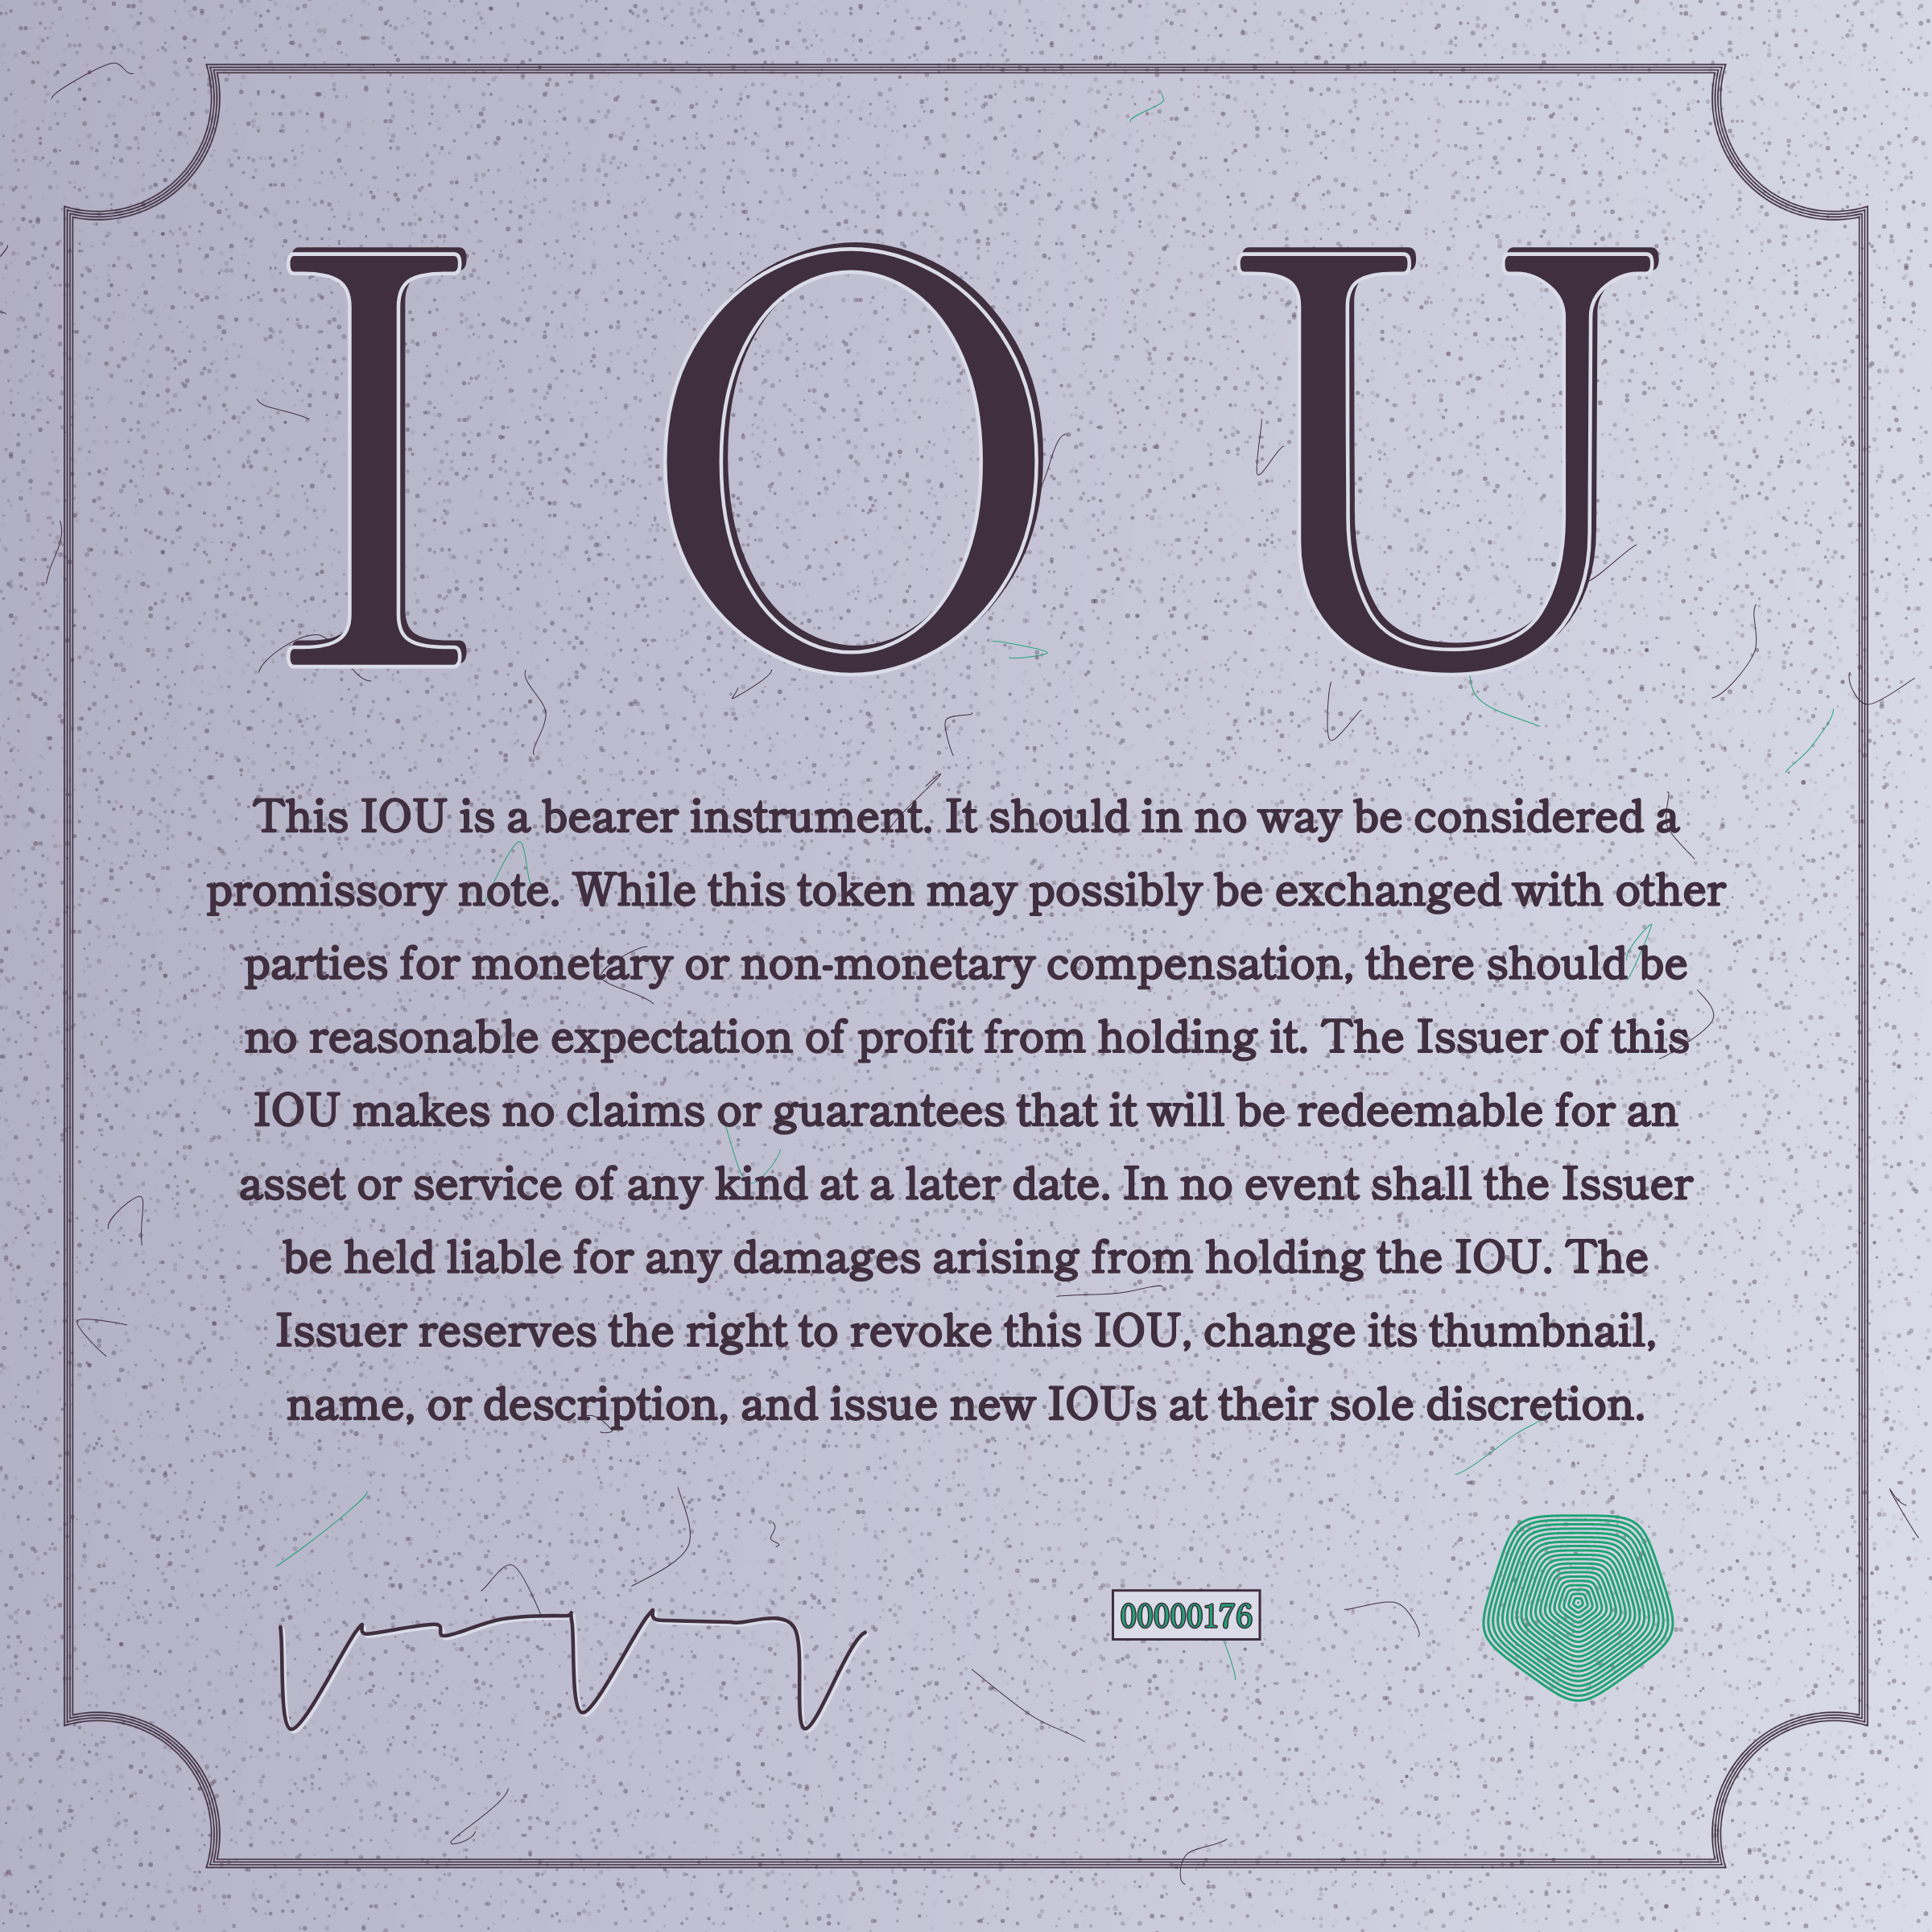 I O U
This IOU is a bearer instrument. It should in no way be considered a
promissory note. While this token may possibly be exchanged with other
parties for monetary or non-monetary compensation, there should be
no reasonable expectation of profit from holding it. The Issuer of this
IOU makes no claims or guarantees that it will be redeemable for an
asset or service of any kind at a later date. In no event shall the Issuer
be held liable for any damages arising from holding the IOU. The
Issuer reserves the right to revoke this IOU, change its thumbnail,
name, or description, and issue new IOUs at their sole discretion.
00000176